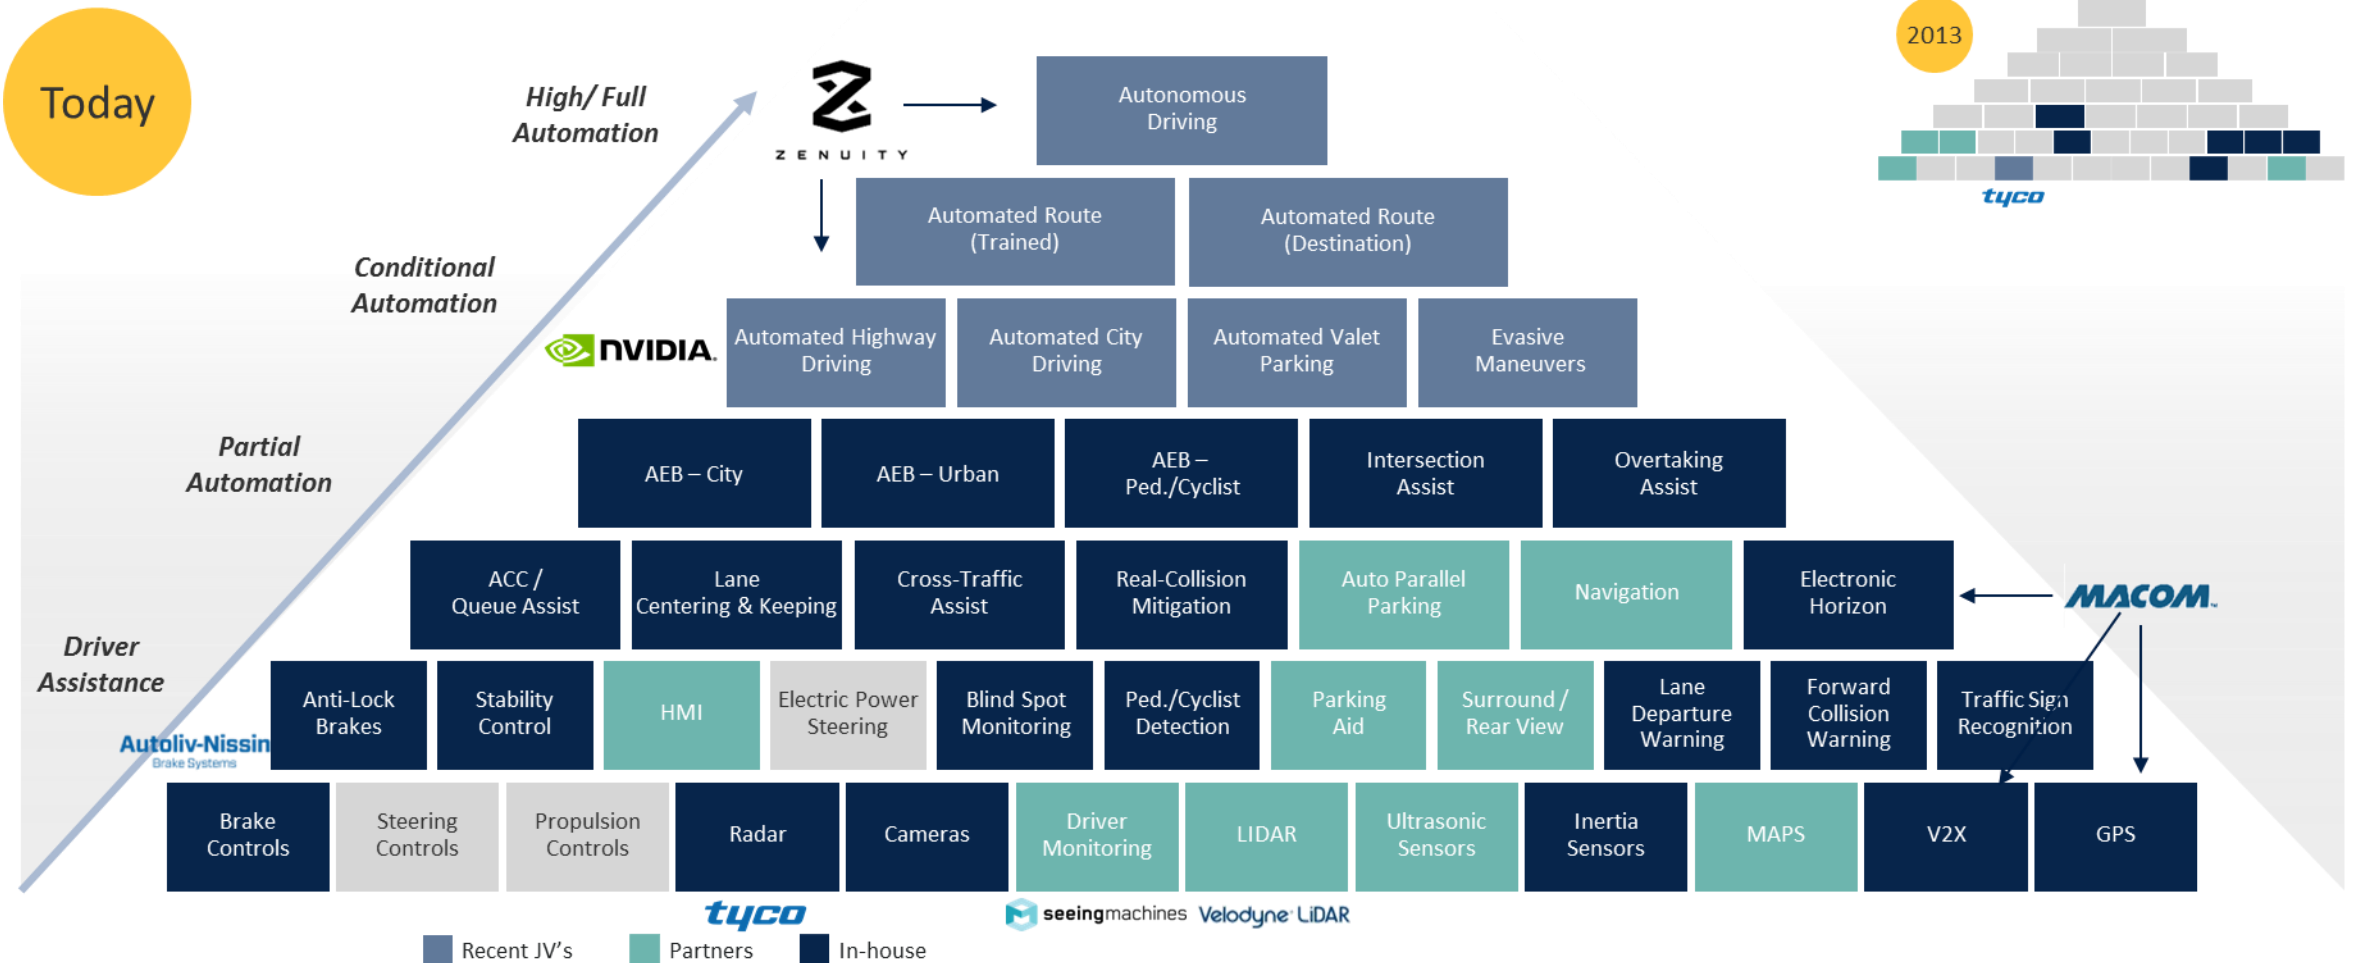 Today
2013
tyco
High/ Full
Automation
ZENUITY
Autonomous
Driving
Conditional
Automation
Automated Route
(Trained)
Automated Route
(Destination)
NVIDIA.
Automated Highway
Driving
Automated City
Driving
Automated Valet
Parking
Evasive
Maneuvers
Partial
Automation
AEB – City
AEB – Urban
AEB –
Ped./Cyclist
Intersection
Assist
Overtaking
Assist
ACC /
Queue Assist
Lane
Centering & Keeping
Cross-Traffic
Assist
Real-Collision
Mitigation
Auto Parallel
Parking
Navigation
Electronic
Horizon
MACOM™
Driver
Assistance
Autoliv-Nissin
Brake Systems
Anti-Lock
Brakes
Stability
Control
HMI
Electric Power
Steering
Blind Spot
Monitoring
Ped./Cyclist
Detection
Parking
Aid
Surround /
Rear View
Lane
Departure
Warning
Forward
Collision
Warning
Traffic Sign
Recognition
Brake
Controls
Steering
Controls
Propulsion
Controls
Radar
Cameras
Driver
Monitoring
LIDAR
Ultrasonic
Sensors
Inertia
Sensors
MAPS
V2X
GPS
tyco
seeingmachines
Velodyne LiDAR
Recent JV's
Partners
In-house